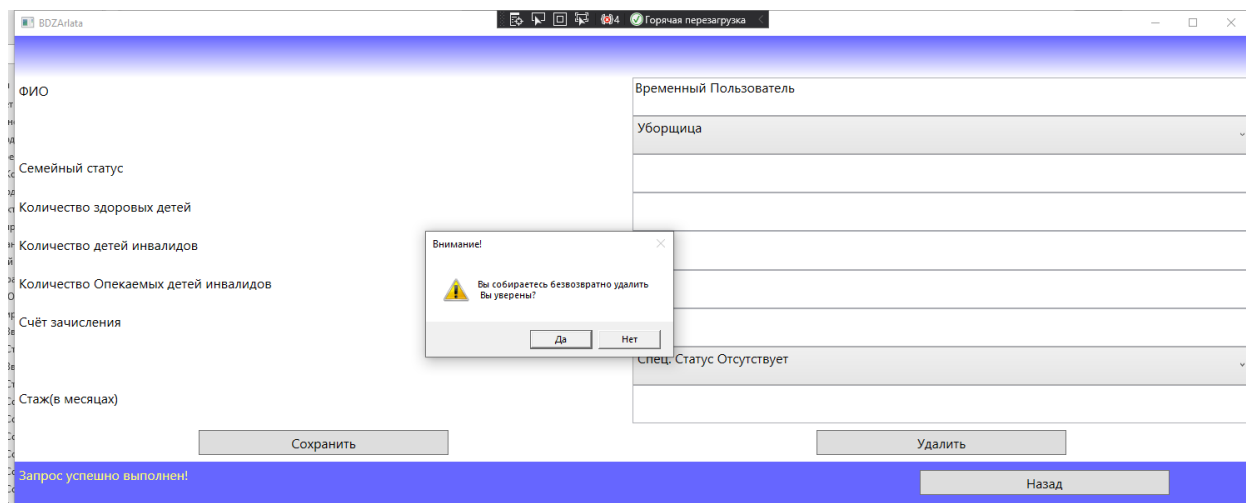 BDZArlata
4 Горячая перезагрузка
ФИО
Временный Пользователь
Уборщица
Семейный статус
Количество здоровых детей
Количество детей инвалидов
Количество Опекаемых детей инвалидов
Счёт зачисления
Внимание!
Вы собираетесь безвозвратно удалить
Вы уверены?
Да Нет
Спец. Статус Отсутствует
Стаж(в месяцах)
Сохранить Удалить
Запрос успешно выполнен!
Назад